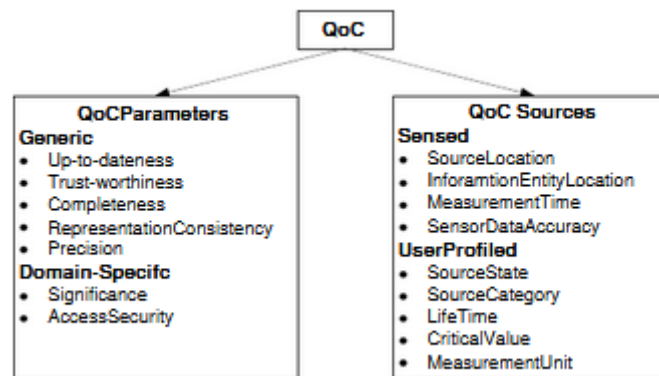 QoC
QoCParameters
Generic
• Up-to-dateness
• Trust-worthiness
• Completeness
• RepresentationConsistency
• Precision
Domain-Specifc
• Significance
• AccessSecurity
QoC Sources
Sensed
• SourceLocation
• InforamtionEntityLocation
• MeasurementTime
• SensorDataAccuracy
UserProfiled
• SourceState
• SourceCategory
• LifeTime
• CriticalValue
• MeasurementUnit